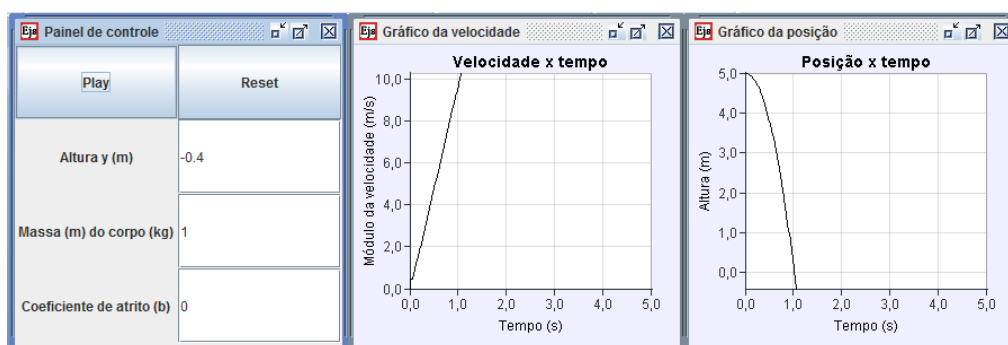 Ejs Painel de controle
Play
Reset
Altura y (m)
-0.4
Massa (m) do corpo (kg)
1
Coeficiente de atrito (b)
0
Ejs Gráfico da velocidade
Velocidade x tempo
Módulo da velocidade (m/s)
10,0
8,0
6,0
4,0
2,0
0,0
0,0 1,0 2,0 3,0 4,0 5,0
Tempo (s)
Ejs Gráfico da posição
Posição x tempo
Altura (m)
5,0
4,0
3,0
2,0
1,0
0,0
0,0 1,0 2,0 3,0 4,0 5,0
Tempo (s)